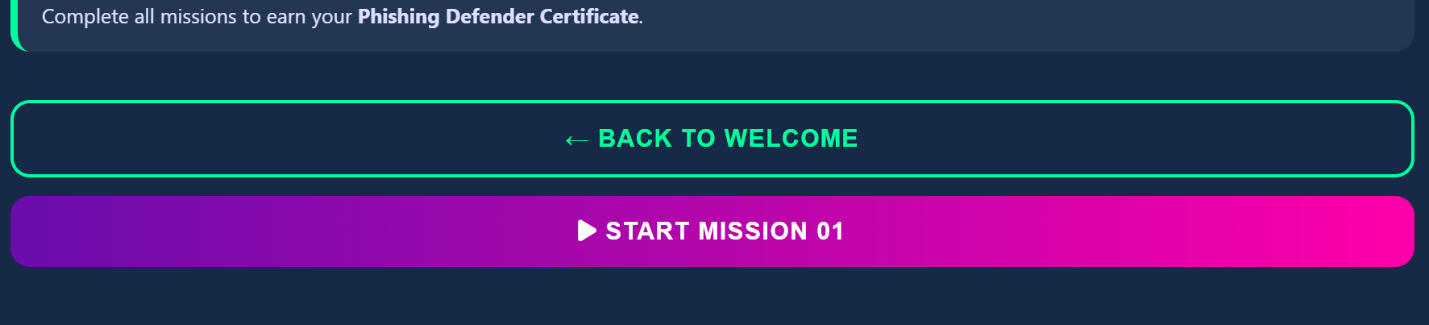 Complete all missions to earn your Phishing Defender Certificate.
← BACK TO WELCOME
▶ START MISSION 01